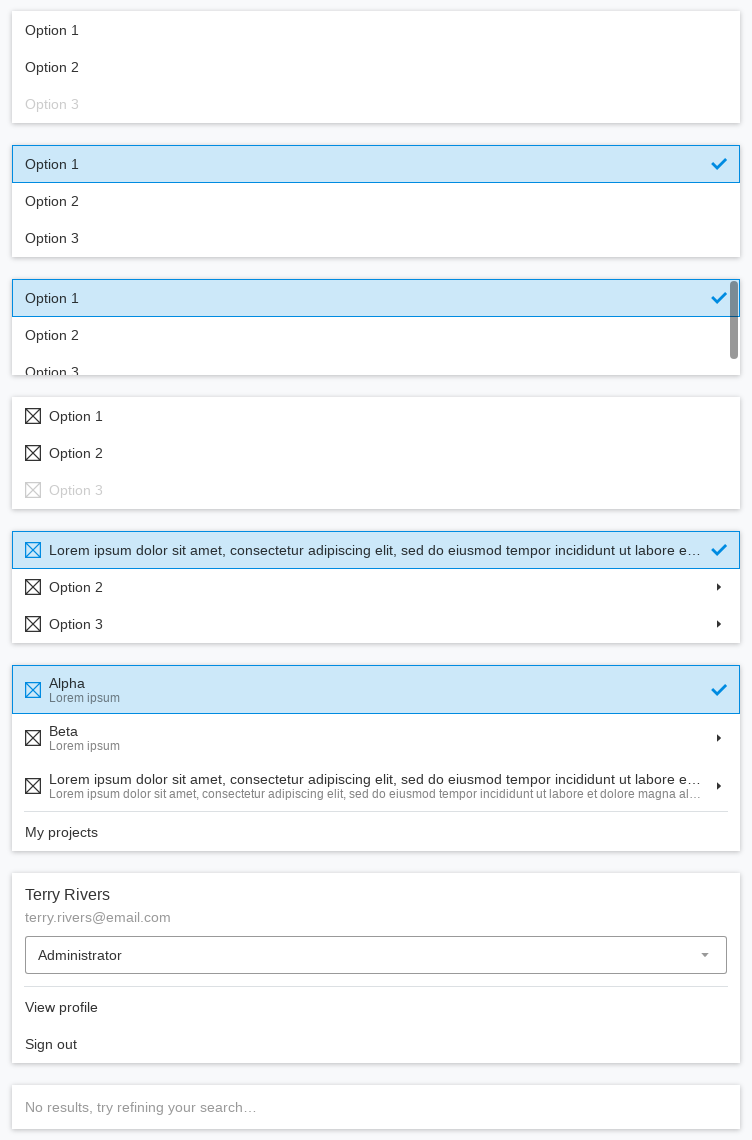 Option 1
Option 2
Option 3
Option 1
Option 2
Option 3
Option 1
Option 2
Option 3
Option 1
Option 2
Option 3
Lorem ipsum dolor sit amet, consectetur adipiscing elit, sed do eiusmod tempor incididunt ut labore e…
Option 2
Option 3
Alpha
Lorem ipsum
Beta
Lorem ipsum
Lorem ipsum dolor sit amet, consectetur adipiscing elit, sed do eiusmod tempor incididunt ut labore e…
Lorem ipsum dolor sit amet, consectetur adipiscing elit, sed do eiusmod tempor incididunt ut labore et dolore magna al…
My projects
Terry Rivers
terry.rivers@email.com
Administrator
View profile
Sign out
No results, try refining your search…